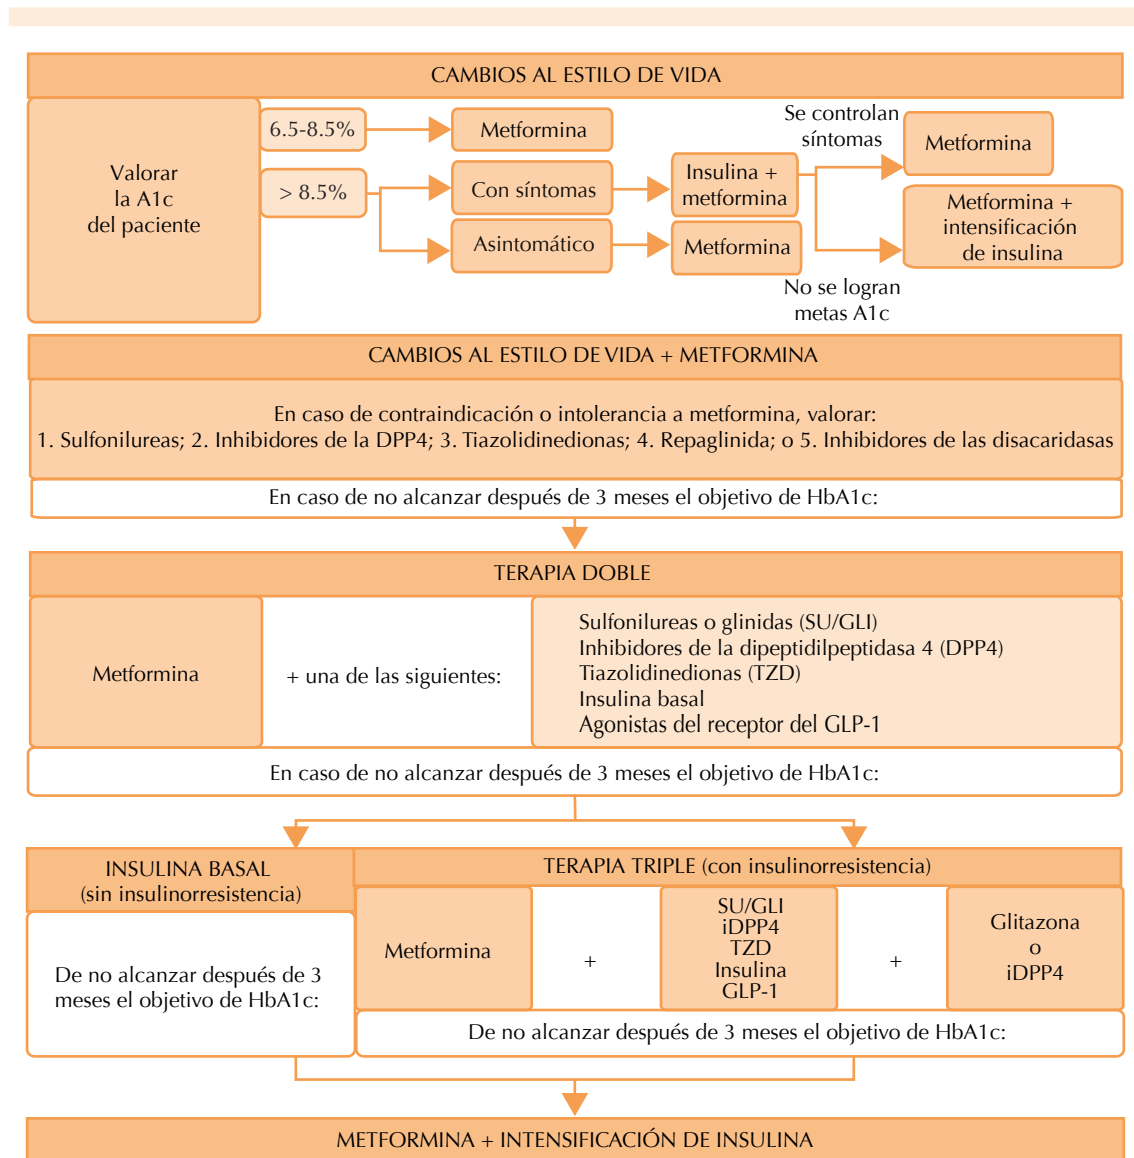 CAMBIOS AL ESTILO DE VIDA
Valorar
la A1c
del paciente
6.5-8.5%
Metformina
> 8.5%
Con síntomas
Insulina +
metformina
Se controlan
síntomas
Metformina
Metformina +
intensificación
de insulina
Asintomático
Metformina
No se logran
metas A1c
CAMBIOS AL ESTILO DE VIDA + METFORMINA
En caso de contraindicación o intolerancia a metformina, valorar:
1. Sulfonilureas; 2. Inhibidores de la DPP4; 3. Tiazolidinedionas; 4. Repaglinida; o 5. Inhibidores de las disacaridasas
En caso de no alcanzar después de 3 meses el objetivo de HbA1c:
TERAPIA DOBLE
Metformina
+ una de las siguientes:
Sulfonilureas o glinidas (SU/GLI)
Inhibidores de la dipeptidilpeptidasa 4 (DPP4)
Tiazolidinedionas (TZD)
Insulina basal
Agonistas del receptor del GLP-1
En caso de no alcanzar después de 3 meses el objetivo de HbA1c:
INSULINA BASAL
(sin insulinorresistencia)
De no alcanzar después de 3
meses el objetivo de HbA1c:
TERAPIA TRIPLE (con insulinorresistencia)
Metformina
+
SU/GLI
iDPP4
TZD
Insulina
GLP-1
+
Glitazona
o
iDPP4
De no alcanzar después de 3 meses el objetivo de HbA1c:
METFORMINA + INTENSIFICACIÓN DE INSULINA